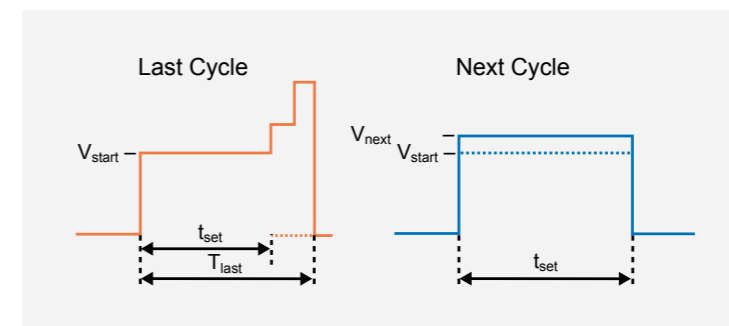 Last Cycle
Next Cycle
Vstart
tset
Tlast
Vnext
Vstart
tset